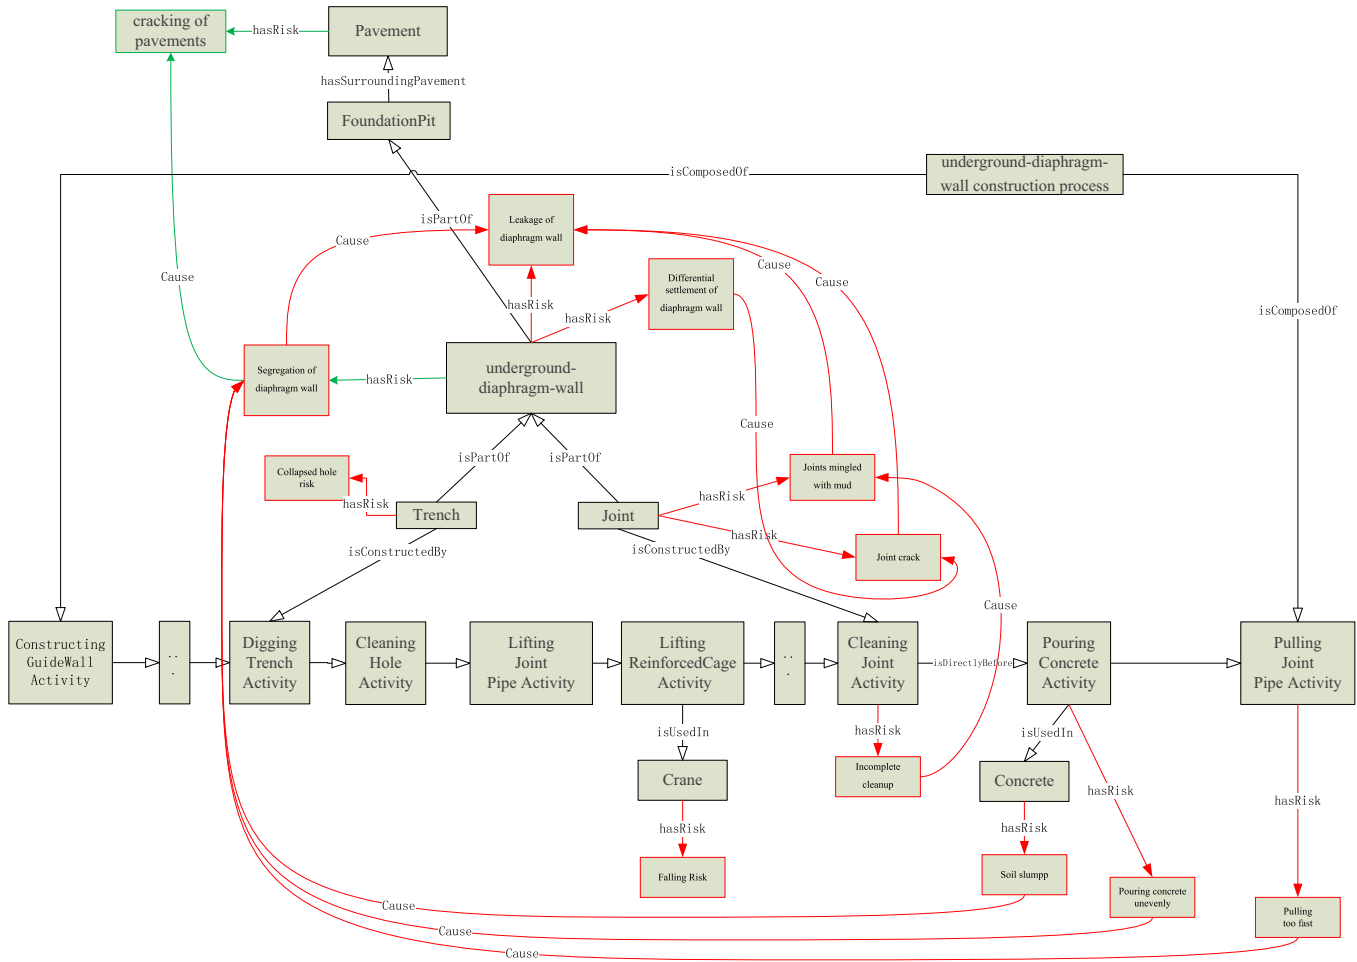 cracking of
pavements
hasRisk
Pavement
hasSurroundingPavement
FoundationPit
underground-diaphragm-
wall construction process
isComposedOf
isPartOf
Leakage of
diaphragm wall
Cause
Cause
Cause
Cause
Differential
settlement of
diaphragm wall
hasRisk
hasRisk
isComposedOf
Segregation of
diaphragm wall
hasRisk
underground-
diaphragm-wall
Cause
isPartOf
isPartOf
Collapsed hole
risk
hasRisk
Trench
Joint
hasRisk
Joints mingled
with mud
hasRisk
Joint crack
isConstructedBy
isConstructedBy
Cause
Constructing
GuideWall
Activity
..
.
Digging
Trench
Activity
Cleaning
Hole
Activity
Lifting
Joint
Pipe Activity
Lifting
ReinforcedCage
Activity
..
.
Cleaning
Joint
Activity
isDirectlyBefore
Pouring
Concrete
Activity
Pulling
Joint
Pipe Activity
isUsedIn
hasRisk
isUsedIn
Crane
Incomplete
cleanup
Concrete
hasRisk
hasRisk
hasRisk
hasRisk
Falling Risk
Soil slumpp
Pouring concrete
unevenly
Pulling
too fast
Cause
Cause
Cause